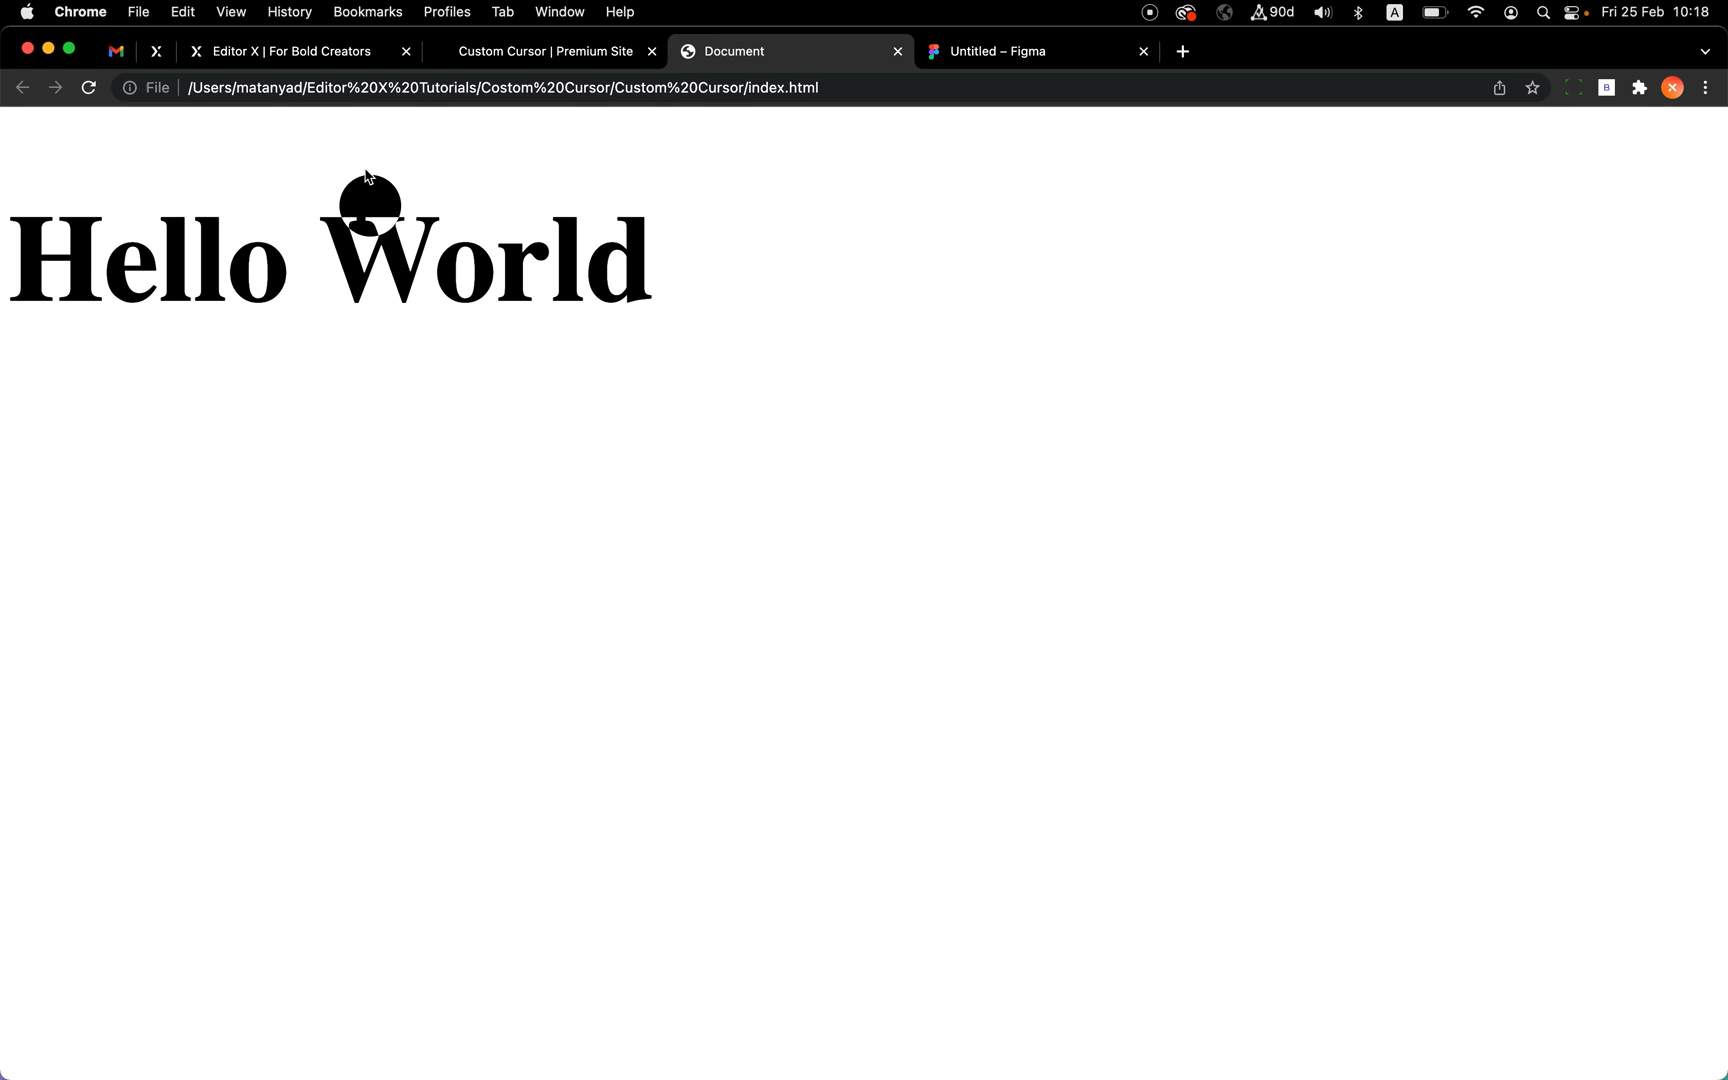 Chrome File Edit View History Bookmarks Profiles Tab Window Help 90d A Fri 25 Feb 10:18
Editor X | For Bold Creators Custom Cursor | Premium Site Document Untitled – Figma
File /Users/matanyad/Editor%20X%20Tutorials/Costom%20Cursor/Custom%20Cursor/index.html B
Hello World